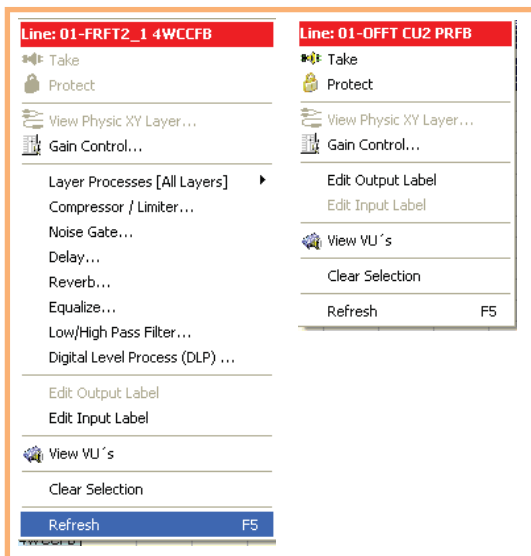 Line: 01-FRFT2_1 4WCCFB
Take
Protect
View Physic XY Layer...
Gain Control...
Layer Processes [All Layers]
Compressor / Limiter...
Noise Gate...
Delay...
Reverb...
Equalize...
Low/High Pass Filter...
Digital Level Process (DLP) ...
Edit Output Label
Edit Input Label
View VU´s
Clear Selection
Refresh F5
4WCCFB
Line: 01-OFFT CU2 PRFB
Take
Protect
View Physic XY Layer...
Gain Control...
Edit Output Label
Edit Input Label
View VU´s
Clear Selection
Refresh F5